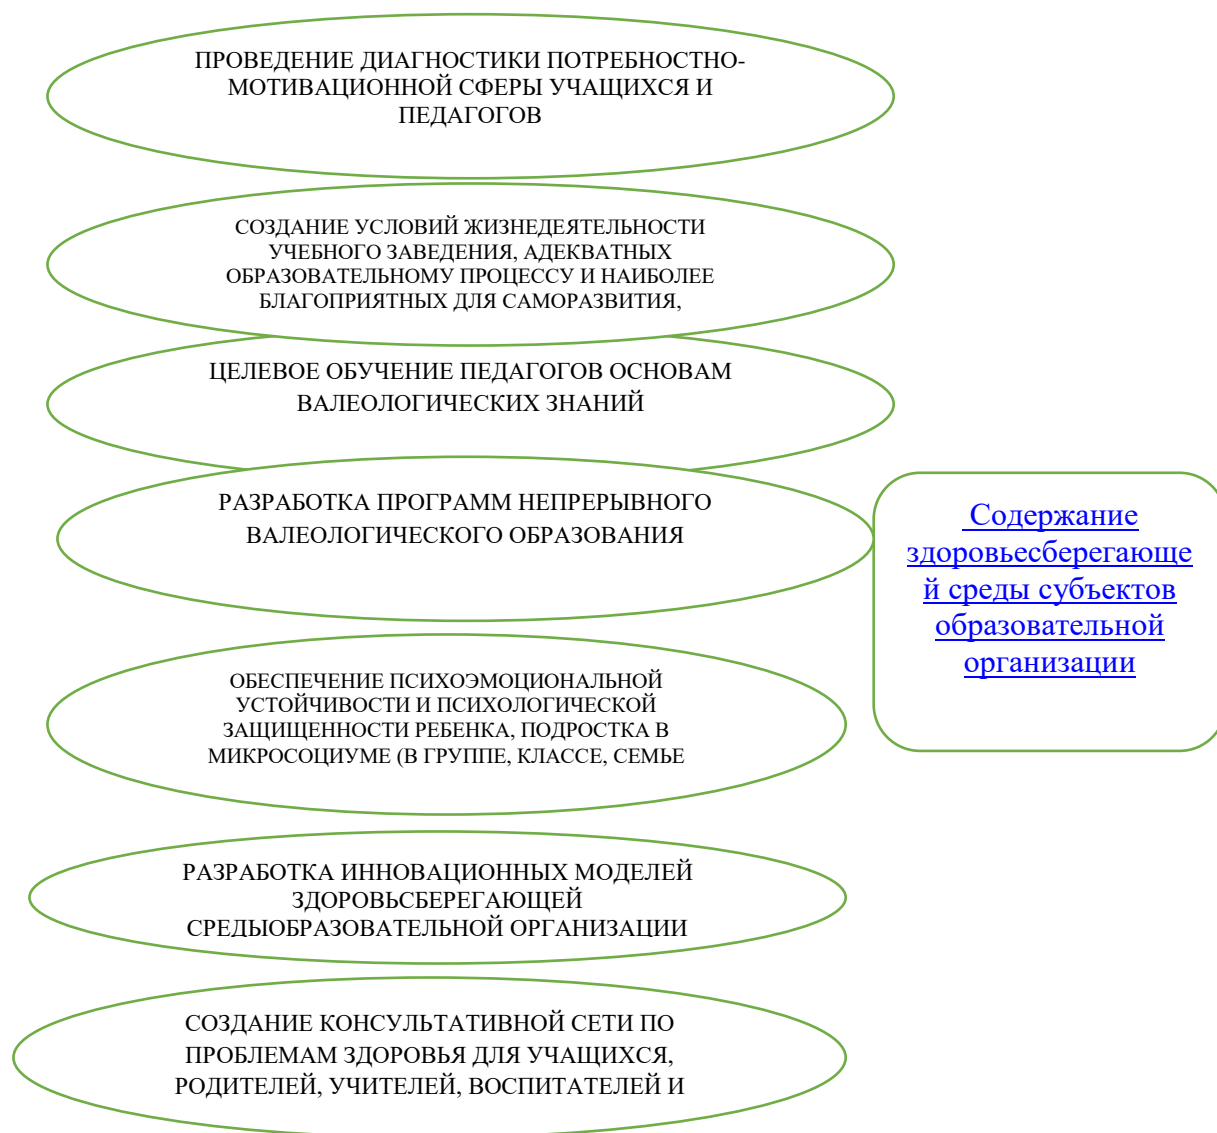 ПРОВЕДЕНИЕ ДИАГНОСТИКИ ПОТРЕБНОСТНО-
МОТИВАЦИОННОЙ СФЕРЫ УЧАЩИХСЯ И
ПЕДАГОГОВ
СОЗДАНИЕ УСЛОВИЙ ЖИЗНЕДЕЯТЕЛЬНОСТИ
УЧЕБНОГО ЗАВЕДЕНИЯ, АДЕКВАТНЫХ
ОБРАЗОВАТЕЛЬНОМУ ПРОЦЕССУ И НАИБОЛЕЕ
БЛАГОПРИЯТНЫХ ДЛЯ САМОРАЗВИТИЯ,
ЦЕЛЕВОЕ ОБУЧЕНИЕ ПЕДАГОГОВ ОСНОВАМ
ВАЛЕОЛОГИЧЕСКИХ ЗНАНИЙ
РАЗРАБОТКА ПРОГРАММ НЕПРЕРЫВНОГО
ВАЛЕОЛОГИЧЕСКОГО ОБРАЗОВАНИЯ
ОБЕСПЕЧЕНИЕ ПСИХОЭМОЦИОНАЛЬНОЙ
УСТОЙЧИВОСТИ И ПСИХОЛОГИЧЕСКОЙ
ЗАЩИЩЕННОСТИ РЕБЕНКА, ПОДРОСТКА В
МИКРОСОЦИУМЕ (В ГРУППЕ, КЛАССЕ, СЕМЬЕ
РАЗРАБОТКА ИННОВАЦИОННЫХ МОДЕЛЕЙ
ЗДОРОВЬСБЕРЕГАЮЩЕЙ
СРЕДЫОБРАЗОВАТЕЛЬНОЙ ОРГАНИЗАЦИИ
СОЗДАНИЕ КОНСУЛЬТАТИВНОЙ СЕТИ ПО
ПРОБЛЕМАМ ЗДОРОВЬЯ ДЛЯ УЧАЩИХСЯ,
РОДИТЕЛЕЙ, УЧИТЕЛЕЙ, ВОСПИТАТЕЛЕЙ И
Содержание
здоровьесберегающе
й среды субъектов
образовательной
организации